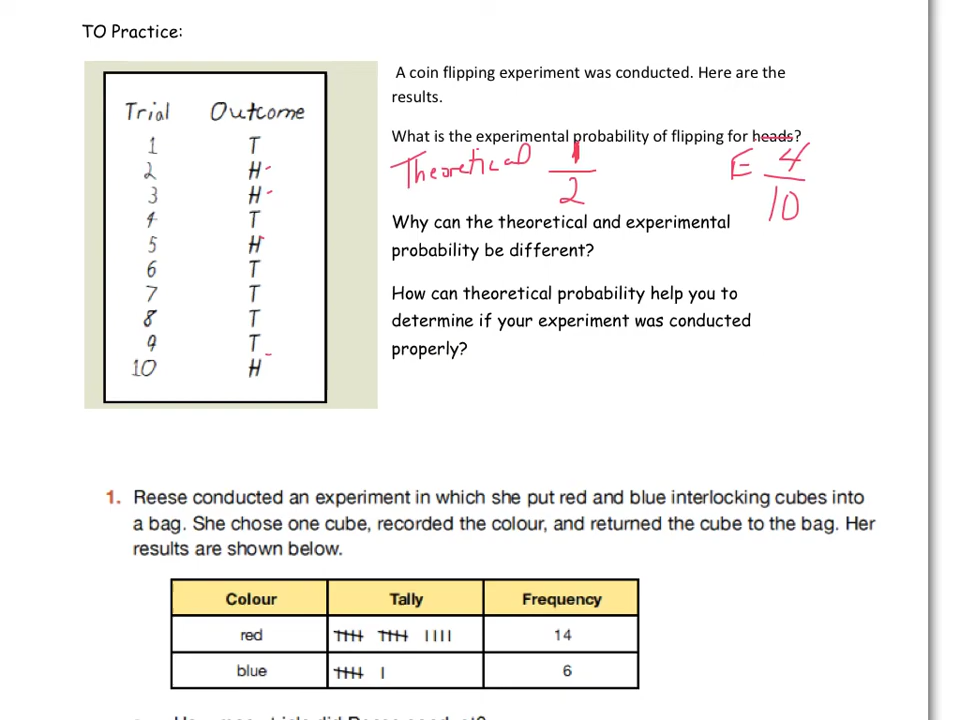 TO Practice:
A coin flipping experiment was conducted. Here are the
results.
What is the experimental probability of flipping for heads?
Theoretical 1/2 E 4/10
Why can the theoretical and experimental
probability be different?
How can theoretical probability help you to
determine if your experiment was conducted
properly?
Trial Outcome
1 T
2 H
3 H
4 T
5 H
6 T
7 T
8 T
9 T
10 H
1. Reese conducted an experiment in which she put red and blue interlocking cubes into
a bag. She chose one cube, recorded the colour, and returned the cube to the bag. Her
results are shown below.
Colour Tally Frequency
red 14
blue 6